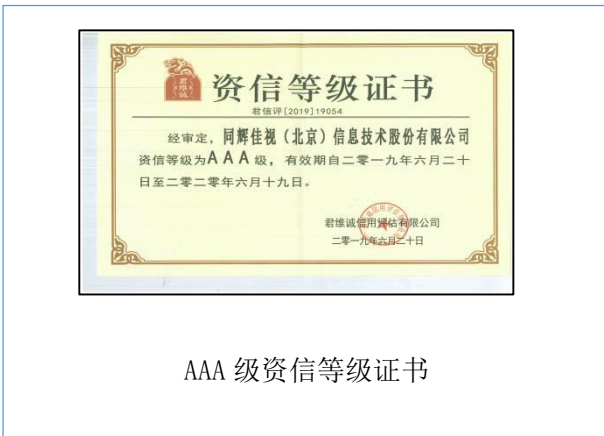 君维诚
资信等级证书
君信评[2019]19054
经审定，同辉佳视（北京）信息技术股份有限公司
资信等级为AAA级，有效期自二零一九年六月二十
日至二零二零年六月十九日。
君维诚信用评估有限公司
二零一九年六月二十日
AAA 级资信等级证书